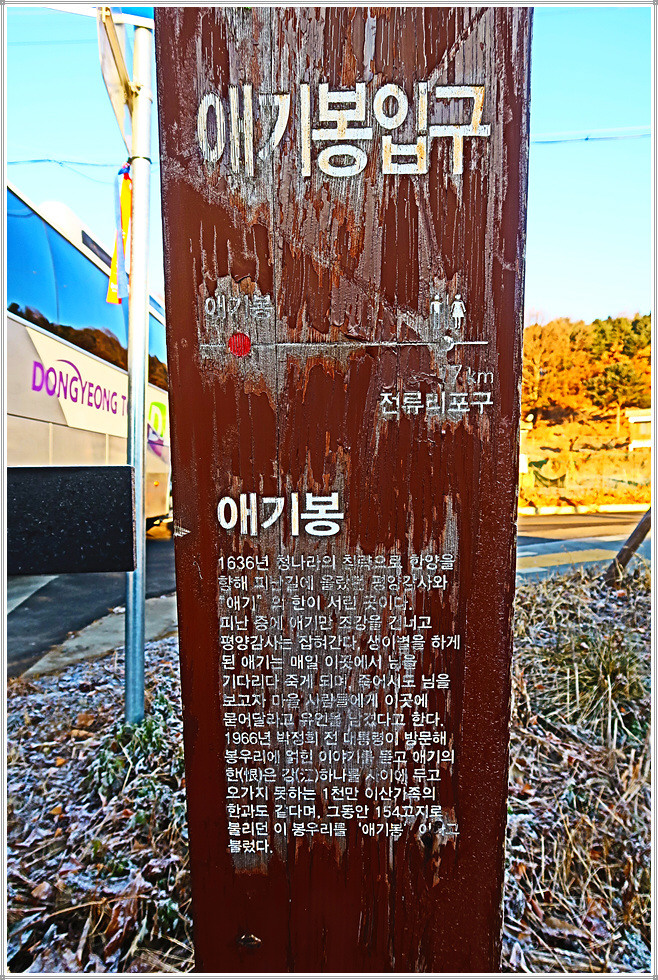 애기봉입구
애기봉
7km
전류리포구
DONGYEONG T
애기봉
1636년 청나라의 침략으로 한양을
향해 피난길에 올랐던 평양감사와
"애기"의 한이 서린 곳이다.
피난 중에 애기만 조강을 건너고
평양감사는 잡혀간다. 생이별을 하게
된 애기는 매일 이곳에서 님을
기다리다 죽게 되며, 죽어서도 님을
보고자 마을 사람들에게 이곳에
묻어달라고 유언을 남겼다고 한다.
1966년 박정희 전 대통령이 방문해
봉우리에 얽힌 이야기를 듣고 애기의
한(恨)은 강(江)하나를 사이에 두고
오가지 못하는 1천만 이산가족의
한과도 같다며, 그동안 154고지로
불리던 이 봉우리를 '애기봉' 이라고
불렀다.